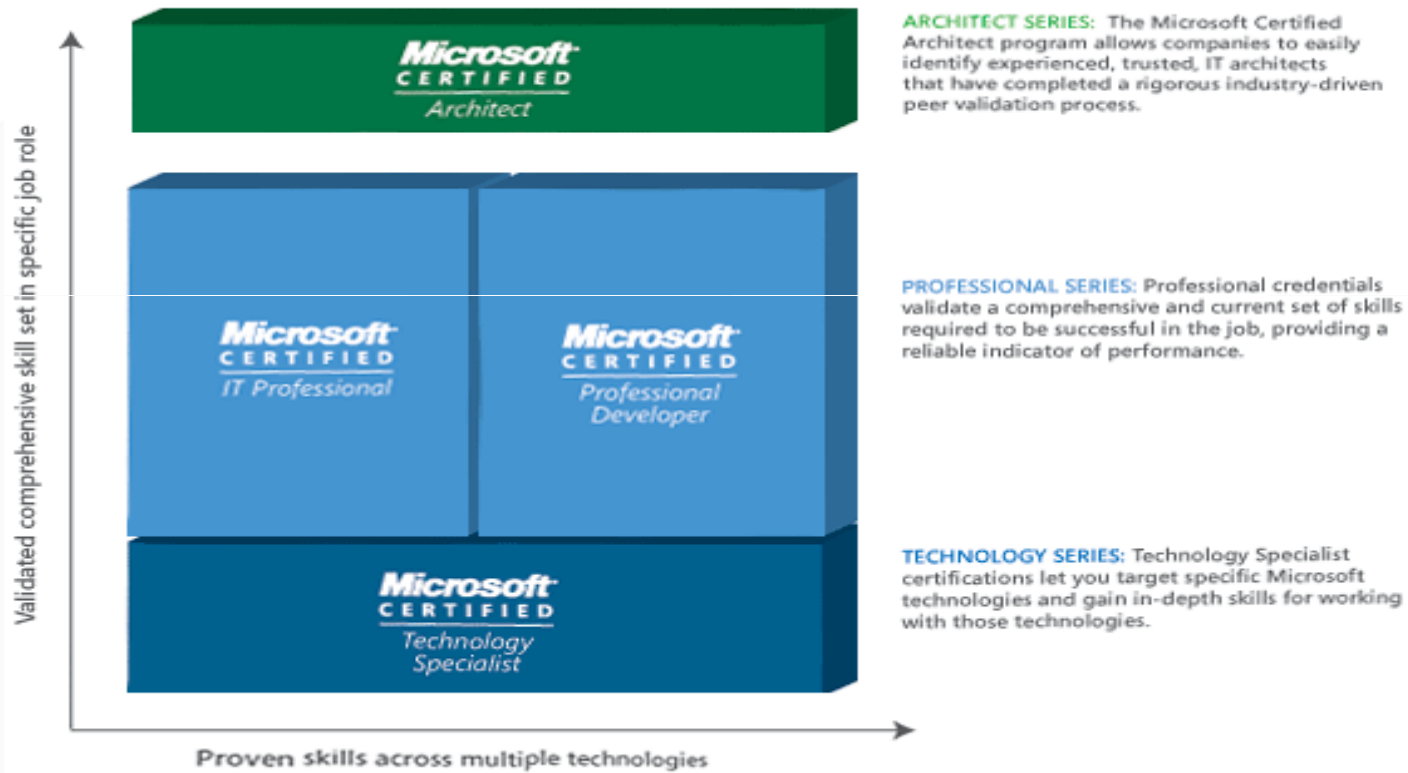 Validated comprehensive skill set in specific job role
Microsoft
CERTIFIED
Architect
ARCHITECT SERIES: The Microsoft Certified
Architect program allows companies to easily
identify experienced, trusted, IT architects
that have completed a rigorous industry-driven
peer validation process.
Microsoft
CERTIFIED
IT Professional
Microsoft
CERTIFIED
Professional
Developer
PROFESSIONAL SERIES: Professional credentials
validate a comprehensive and current set of skills
required to be successful in the job, providing a
reliable indicator of performance.
Microsoft
CERTIFIED
Technology
Specialist
TECHNOLOGY SERIES: Technology Specialist
certifications let you target specific Microsoft
technologies and gain in-depth skills for working
with those technologies.
Proven skills across multiple technologies